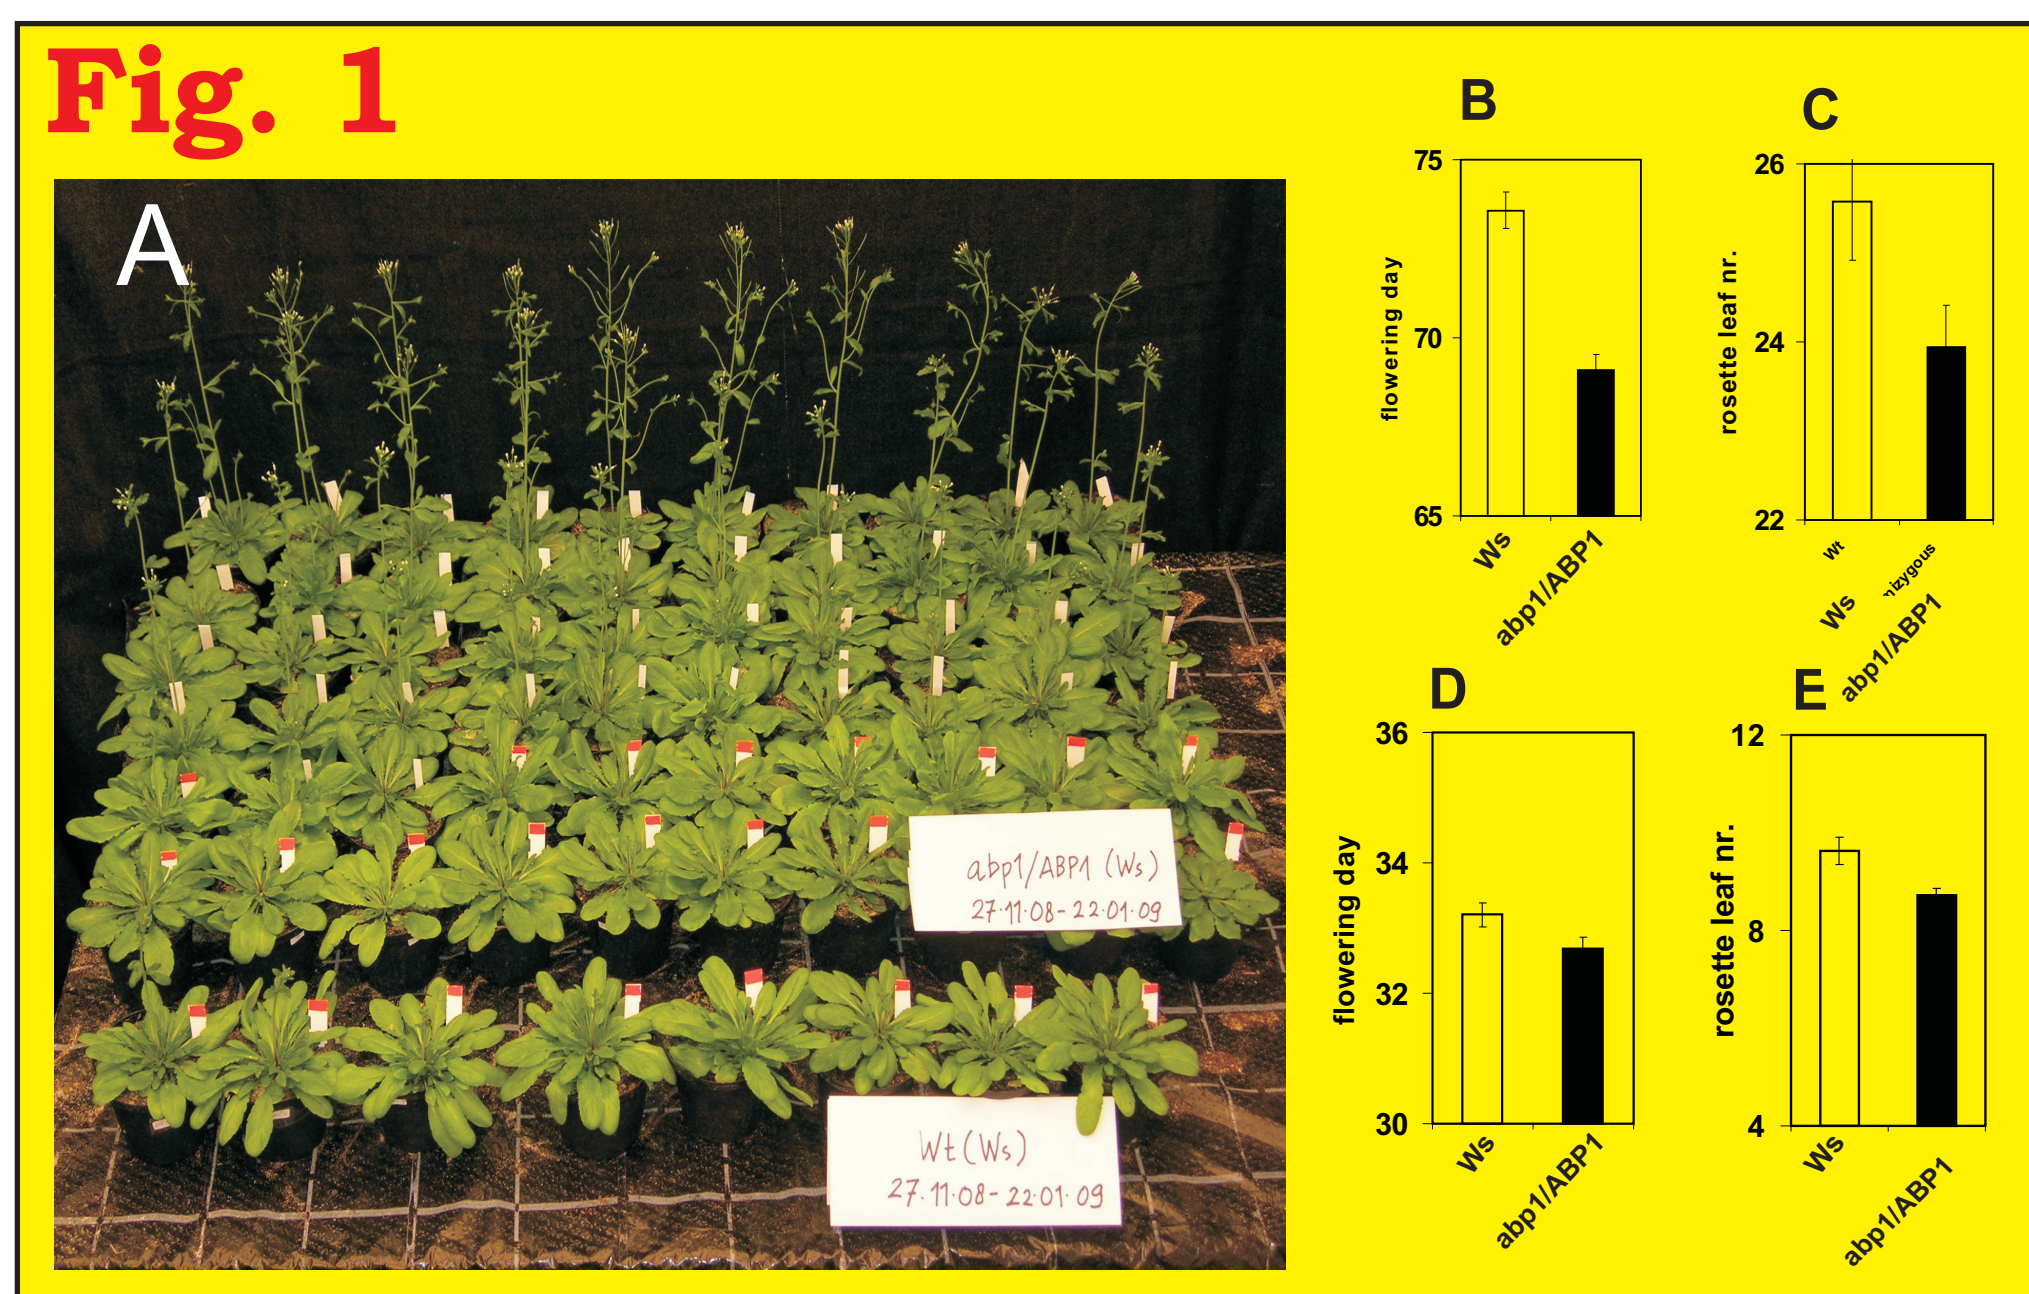 Fig. 1
A
abp1/ABP1 (Ws)
27.11.08-22.01.09
Wt(Ws)
27.11.08-22.01.09
B
75
70
65
flowering day
Ws
abp1/ABP1
C
26
24
22
rosette leaf nr.
Wt
nizygous
Ws
abp1/ABP1
D
36
34
32
30
flowering day
Ws
abp1/ABP1
E
12
8
4
rosette leaf nr.
Ws
abp1/ABP1